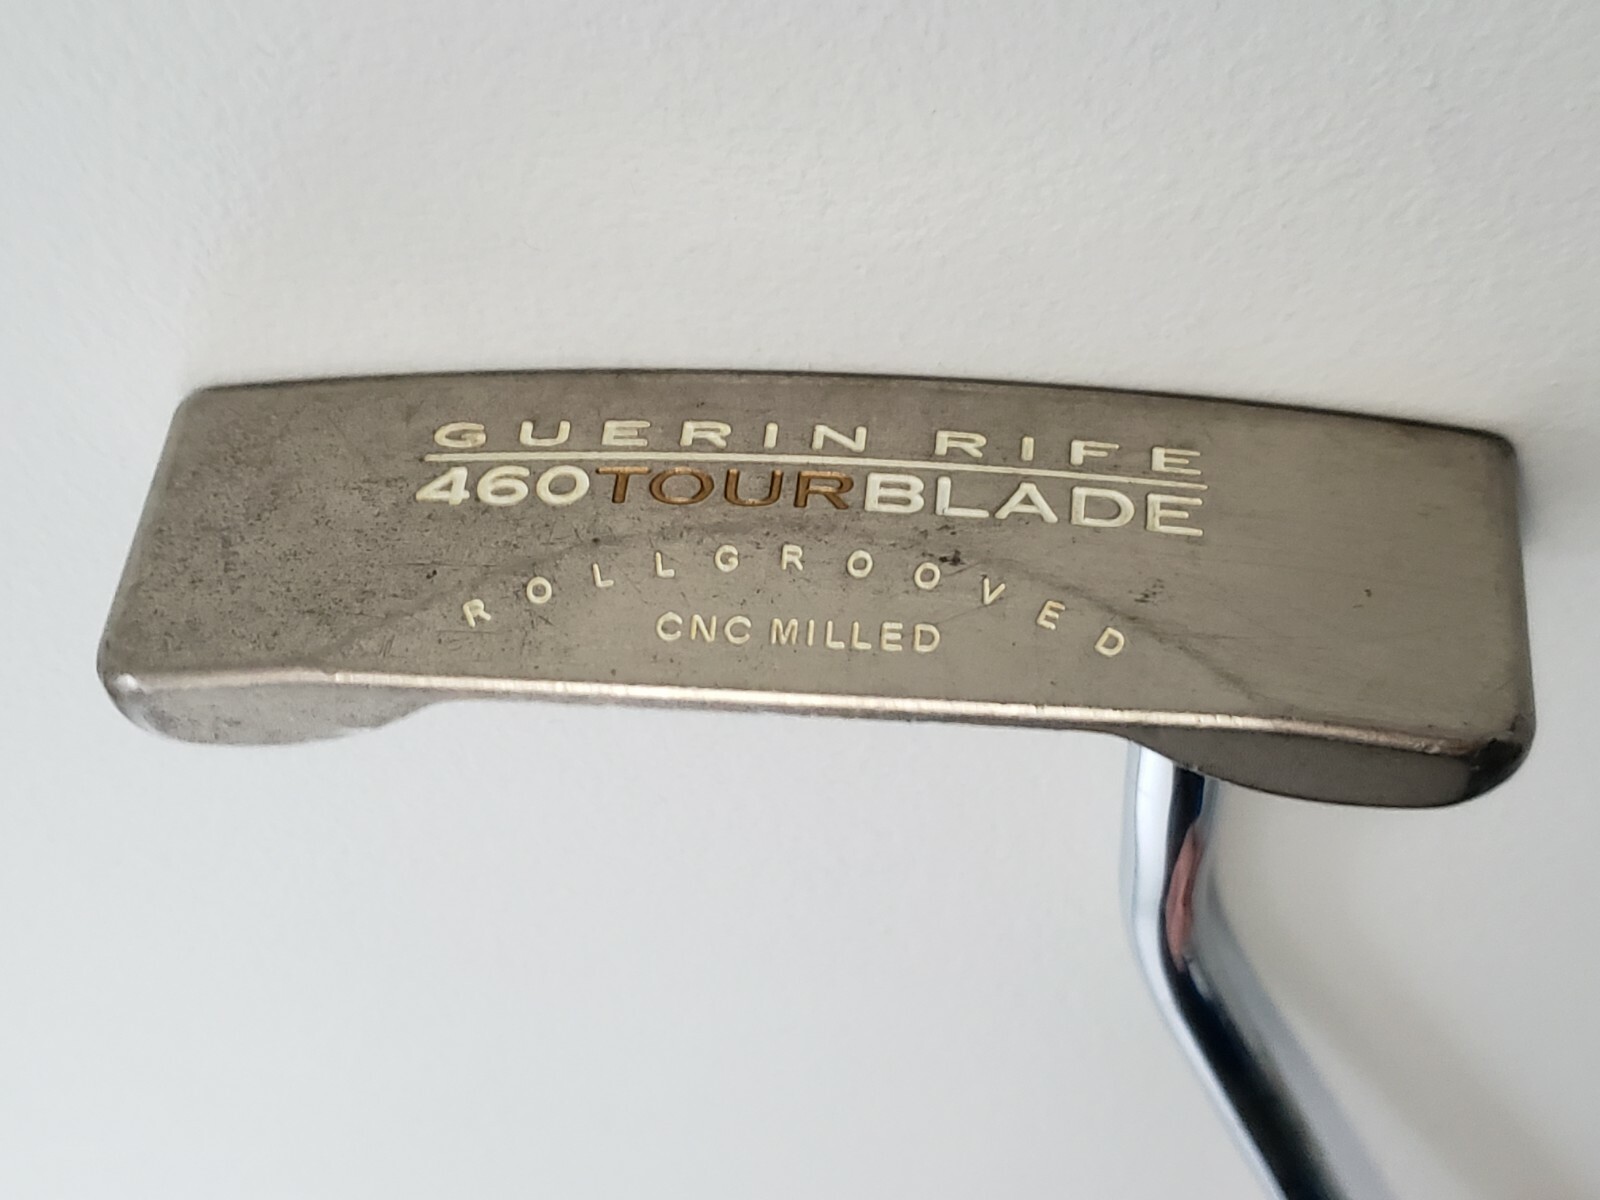 GUERIN RIFE
460TOURBLADE
ROLLGROOVED
CNC MILLED